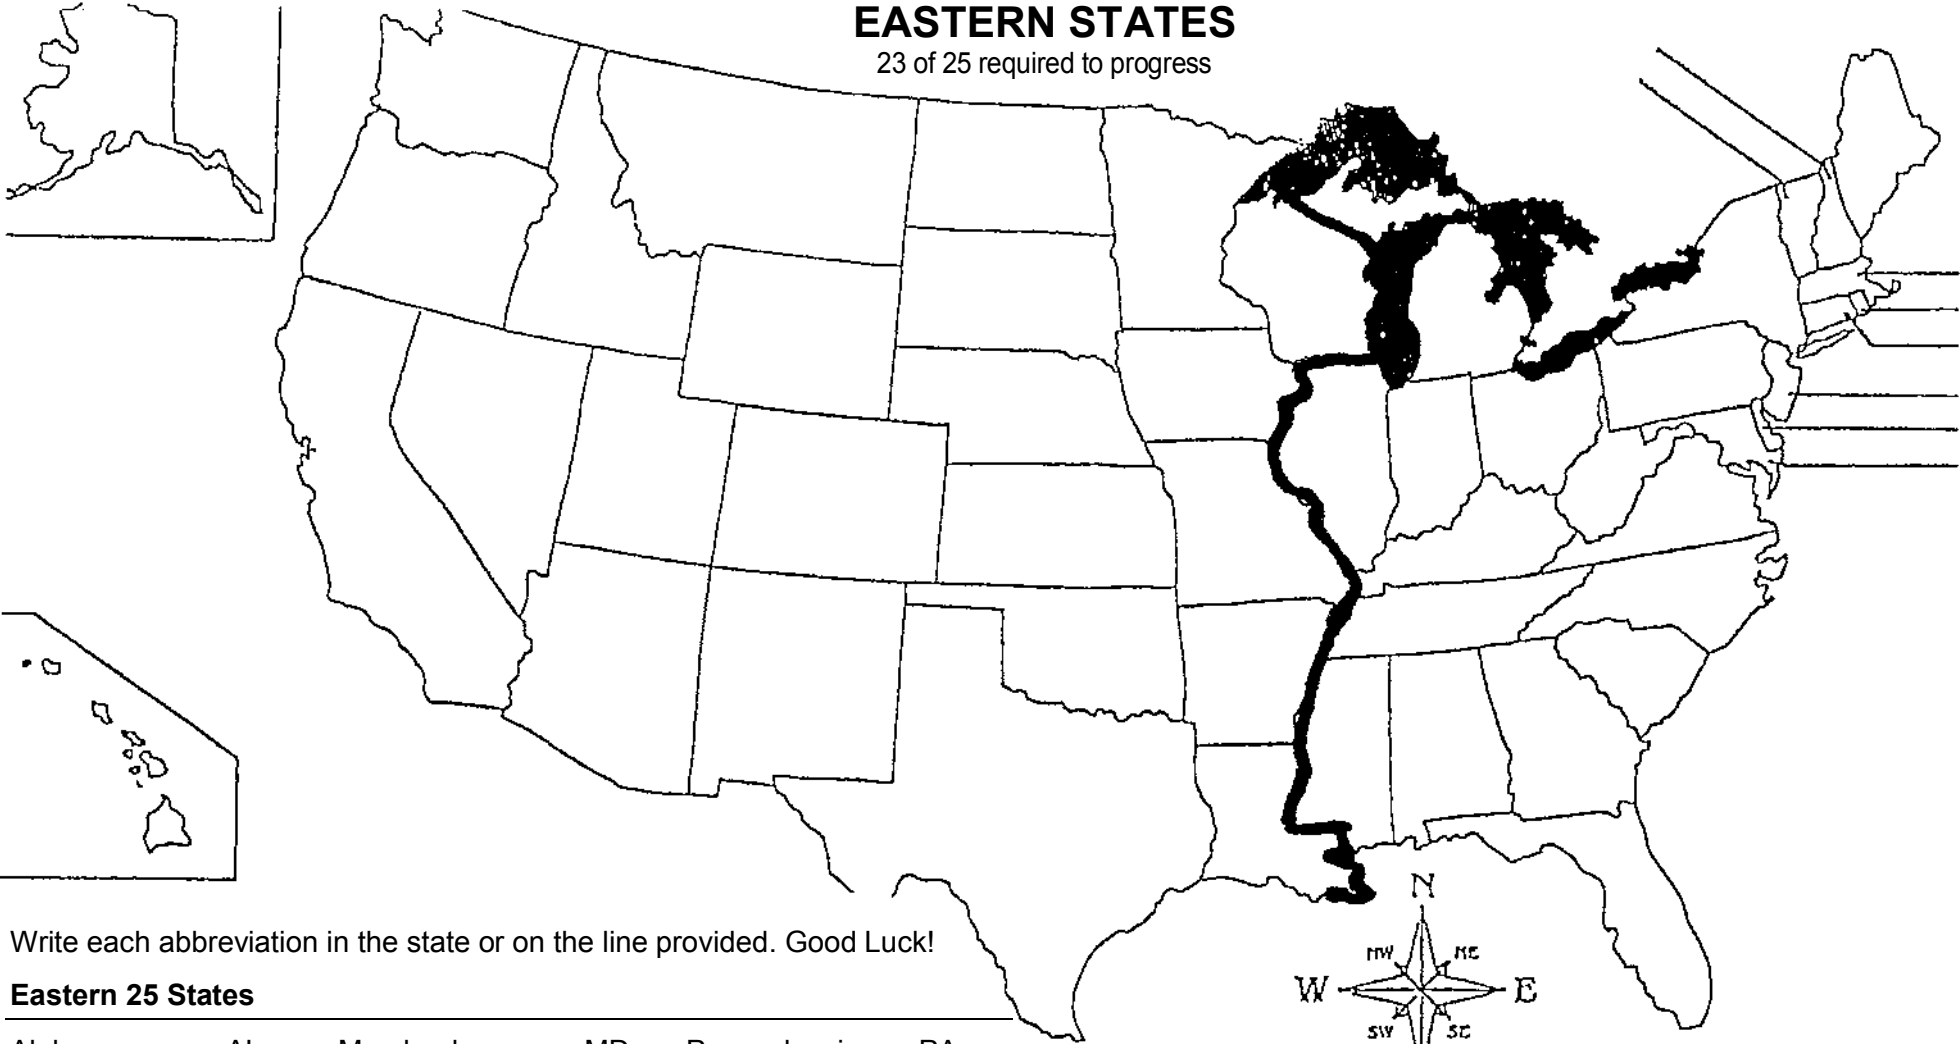 EASTERN STATES
23 of 25 required to progress
N
NW NE
W E
SW SE
Write each abbreviation in the state or on the line provided. Good Luck!
Eastern 25 States